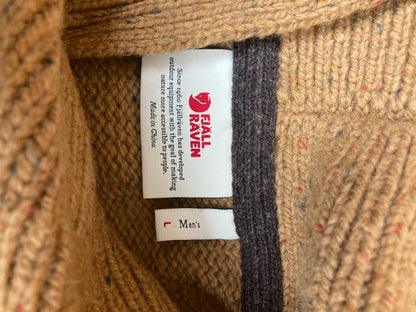 FJÄLL
RÄVEN
Since 1960 Fjällräven has developed
outdoor equipment with the goal of making
nature more accessible to people.
Made in China
L Men's